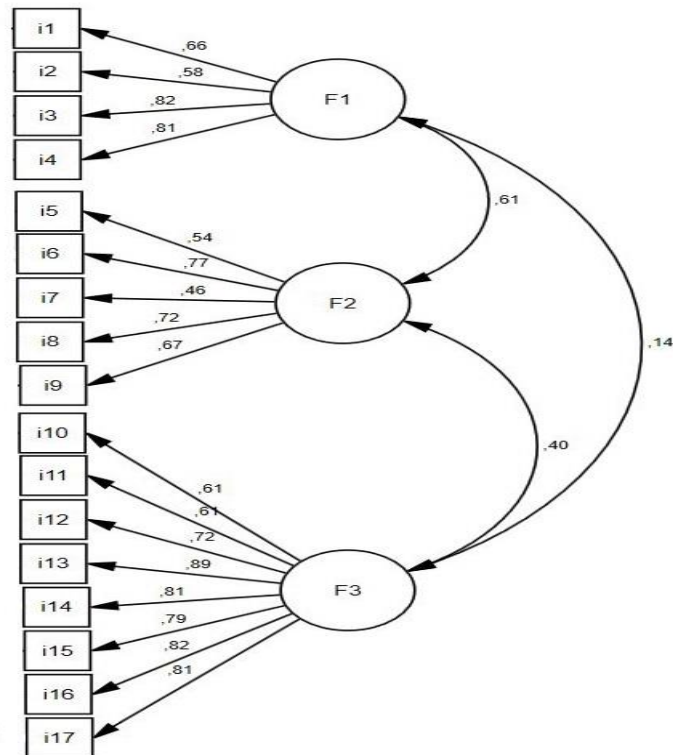 i1
,66
i2
,58
F1
i3
,82
i4
,81
i5
,61
,54
i6
,77
i7
,46
F2
i8
,72
,14
i9
,67
i10
,40
i11
,61
i12
,61
,72
i13
,89
F3
i14
,81
i15
,79
i16
,82
,81
i17